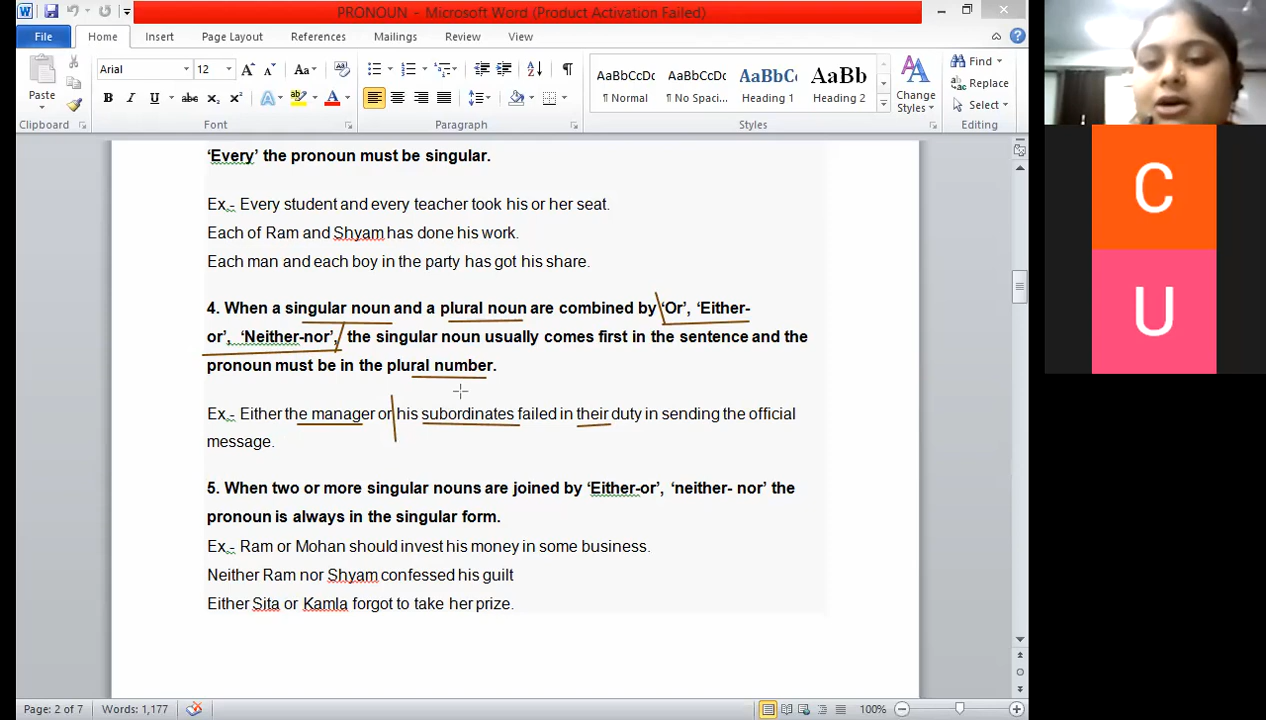 PRONOUN - Microsoft Word (Product Activation Failed)
File Home Insert Page Layout References Mailings Review View
Arial 12 Aa
Paste
B I U abc x₂ x² A A
AaBbCcDc AaBbCcDc AaBbCc AaBbC
¶ Normal ¶ No Spaci... Heading 1 Heading 2
Change Styles
Find
Replace
Select
Clipboard Font Paragraph Styles Editing
‘Every’ the pronoun must be singular.
Ex.- Every student and every teacher took his or her seat.
Each of Ram and Shyam has done his work.
Each man and each boy in the party has got his share.
4. When a singular noun and a plural noun are combined by ‘Or’, ‘Either-
or’, ‘Neither-nor’, the singular noun usually comes first in the sentence and the
pronoun must be in the plural number.
Ex.- Either the manager or his subordinates failed in their duty in sending the official
message.
5. When two or more singular nouns are joined by ‘Either-or’, ‘neither- nor’ the
pronoun is always in the singular form.
Ex.- Ram or Mohan should invest his money in some business.
Neither Ram nor Shyam confessed his guilt
Either Sita or Kamla forgot to take her prize.
Page: 2 of 7 Words: 1,177 100%
C
U